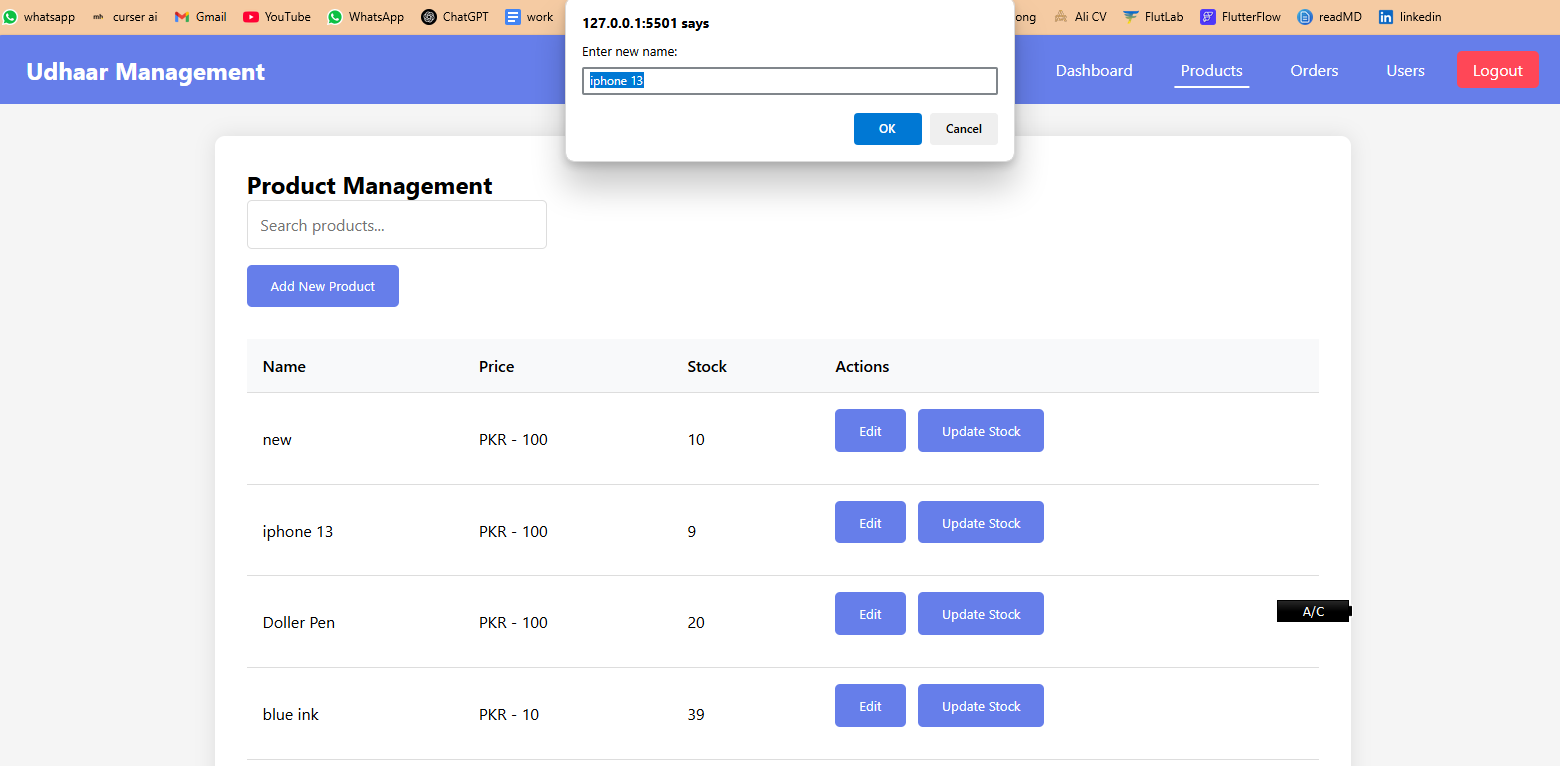 whatsapp mh curser ai Gmail YouTube WhatsApp ChatGPT work ong Ali CV FlutLab FlutterFlow readMD linkedin
127.0.0.1:5501 says
Enter new name:
iphone 13
OK Cancel
Udhaar Management Dashboard Products Orders Users Logout
Product Management
Search products...
Add New Product
Name Price Stock Actions
new PKR - 100 10 Edit Update Stock
iphone 13 PKR - 100 9 Edit Update Stock
Doller Pen PKR - 100 20 Edit Update Stock
A/C
blue ink PKR - 10 39 Edit Update Stock